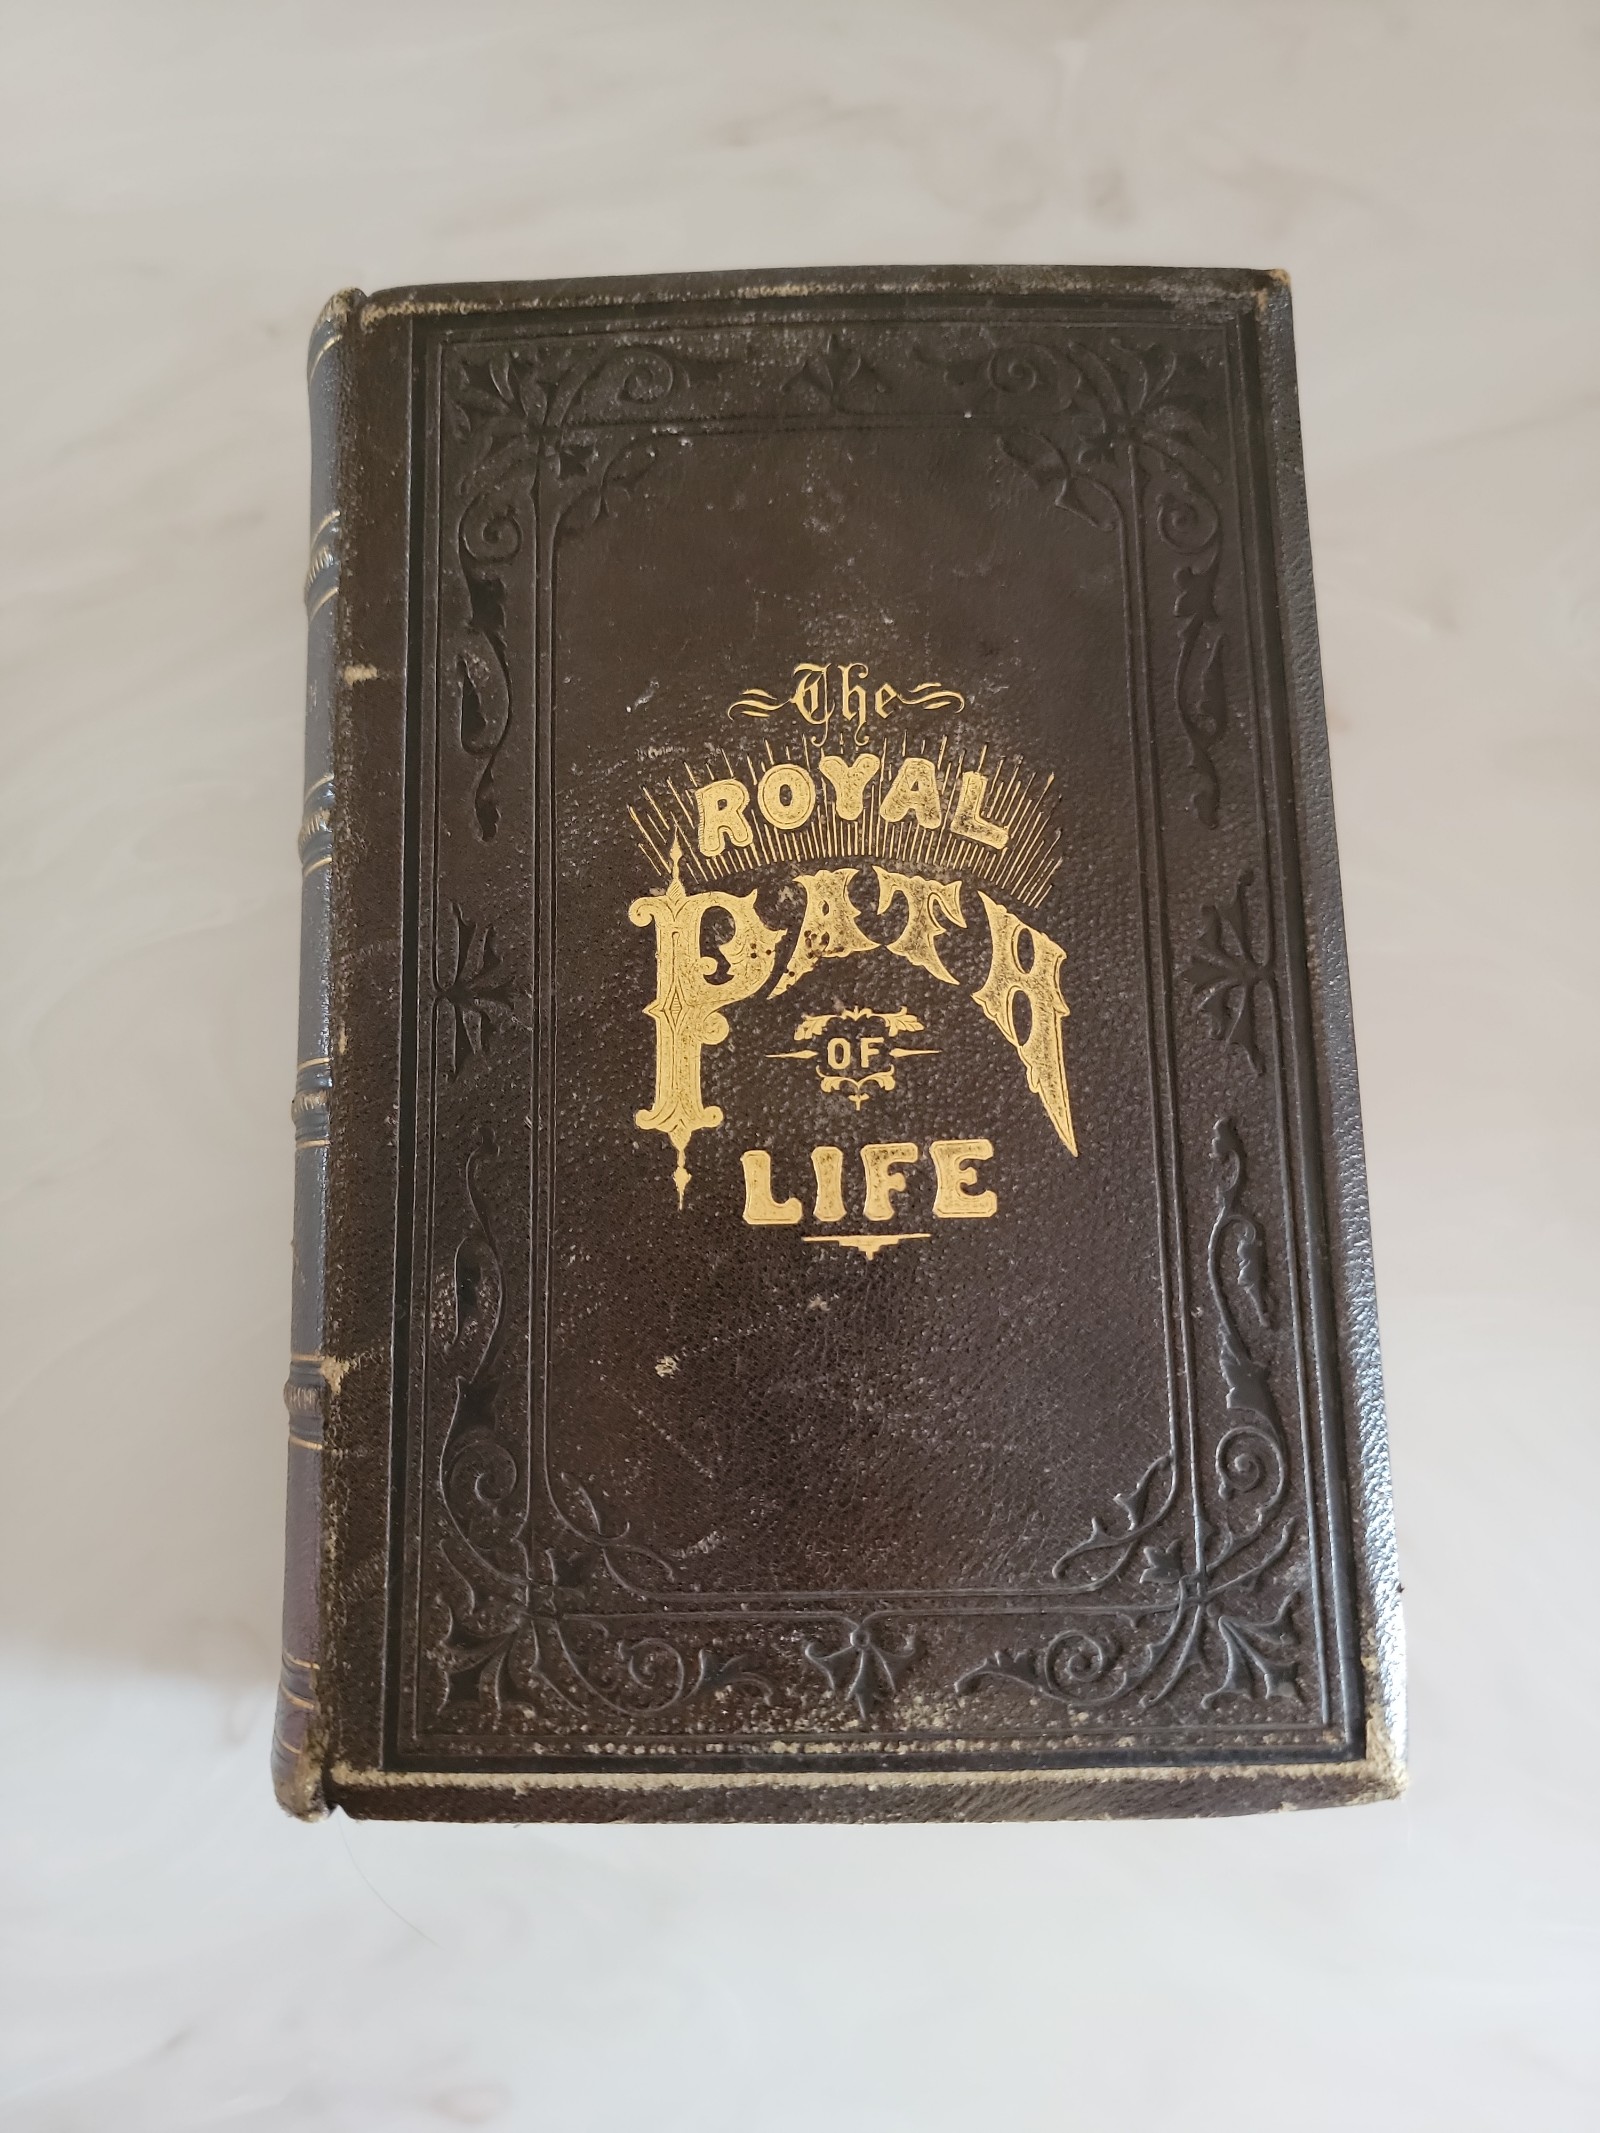 The
ROYAL
PATH
OF
LIFE